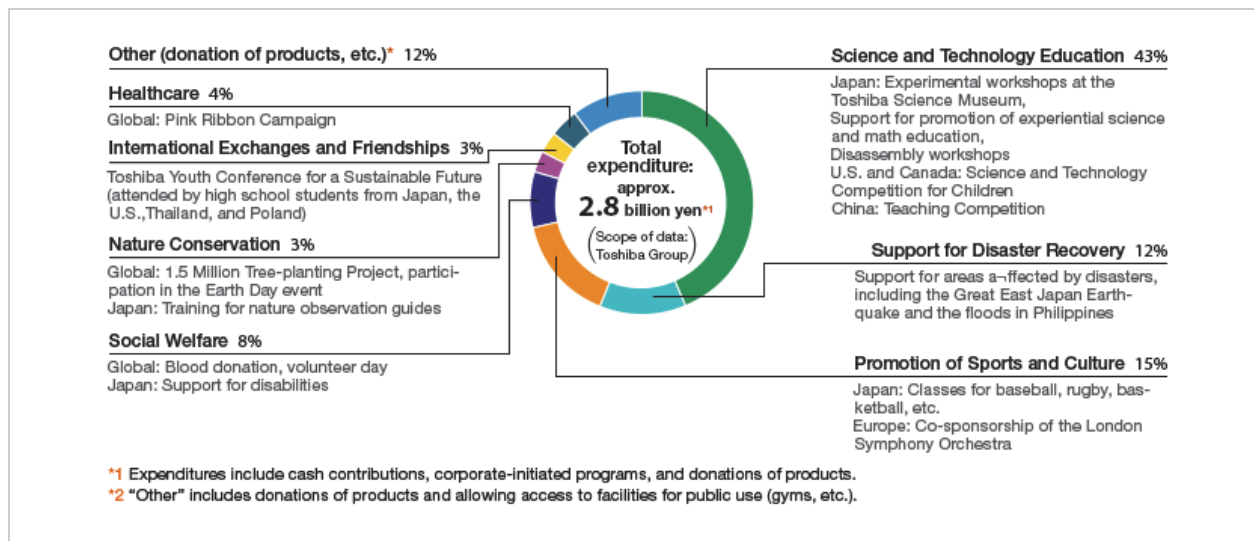 Other (donation of products, etc.)* 12%
Healthcare 4%
Global: Pink Ribbon Campaign
International Exchanges and Friendships 3%
Toshiba Youth Conference for a Sustainable Future
(attended by high school students from Japan, the
U.S.,Thailand, and Poland)
Nature Conservation 3%
Global: 1.5 Million Tree-planting Project, partici-
pation in the Earth Day event
Japan: Training for nature observation guides
Social Welfare 8%
Global: Blood donation, volunteer day
Japan: Support for disabilities
Total
expenditure:
approx.
2.8 billion yen*1
(Scope of data:
Toshiba Group)
Science and Technology Education 43%
Japan: Experimental workshops at the
Toshiba Science Museum,
Support for promotion of experiential science
and math education,
Disassembly workshops
U.S. and Canada: Science and Technology
Competition for Children
China: Teaching Competition
Support for Disaster Recovery 12%
Support for areas a¬ffected by disasters,
including the Great East Japan Earth-
quake and the floods in Philippines
Promotion of Sports and Culture 15%
Japan: Classes for baseball, rugby, bas-
ketball, etc.
Europe: Co-sponsorship of the London
Symphony Orchestra
*1 Expenditures include cash contributions, corporate-initiated programs, and donations of products.
*2 “Other” includes donations of products and allowing access to facilities for public use (gyms, etc.).